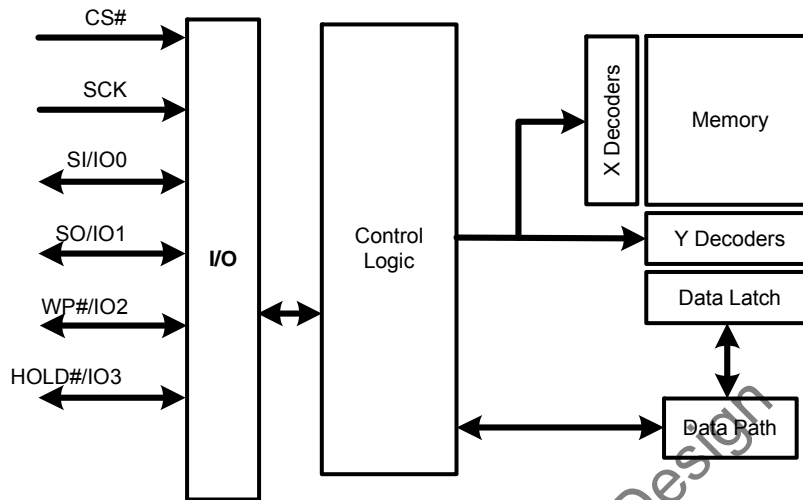 CS#
SCK
SI/IO0
SO/IO1
WP#/IO2
HOLD#/IO3
I/O
Control
Logic
X Decoders
Memory
Y Decoders
Data Latch
Data Path
Design